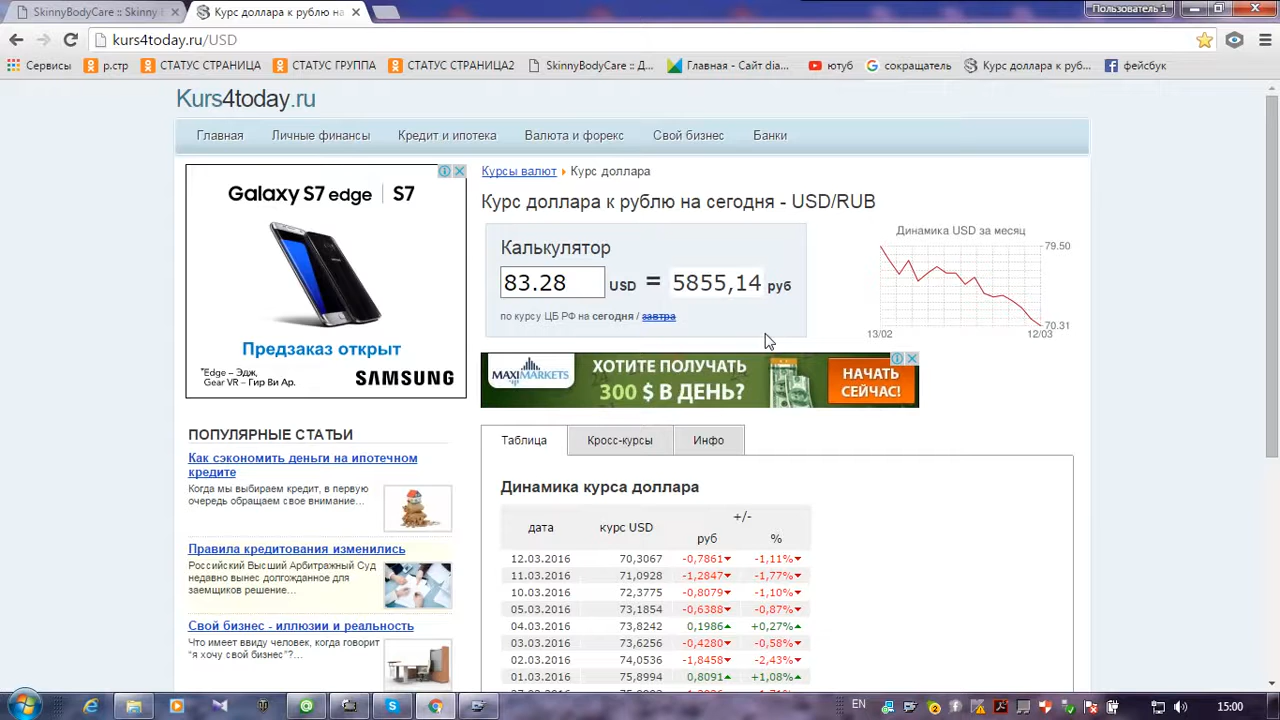 SkinnyBodyCare :: Skinny
Курс доллара к рублю на
Пользователь 1
kurs4today.ru/USD
Сервисы
р.стр
СТАТУС СТРАНИЦА
СТАТУС ГРУППА
СТАТУС СТРАНИЦА2
SkinnyBodyCare :: Д...
Главная - Сайт dia...
ютуб
сокращатель
Курс доллара к руб...
фейсбук
Kurs4today.ru
Главная
Личные финансы
Кредит и ипотека
Валюта и форекс
Свой бизнес
Банки
Galaxy S7 edge | S7
Предзаказ открыт
*Edge – Эдж,
Gear VR – Гир Ви Ар.
SAMSUNG
Курсы валют
Курс доллара
Курс доллара к рублю на сегодня - USD/RUB
Калькулятор
83.28 USD = 5855,14 руб
по курсу ЦБ РФ на сегодня / завтра
Динамика USD за месяц
79.50
70.31
13/02
12/03
MAXIMARKETS
ХОТИТЕ ПОЛУЧАТЬ
300 $ В ДЕНЬ?
НАЧАТЬ
СЕЙЧАС!
ПОПУЛЯРНЫЕ СТАТЬИ
Как сэкономить деньги на ипотечном
кредите
Когда мы выбираем кредит, в первую
очередь обращаем свое внимание...
Правила кредитования изменились
Российский Высший Арбитражный Суд
недавно вынес долгожданное для
заемщиков решение...
Свой бизнес - иллюзии и реальность
Что имеет ввиду человек, когда говорит
“я хочу свой бизнес”?...
Таблица
Кросс-курсы
Инфо
Динамика курса доллара
дата
курс USD
+/-
руб
%
12.03.2016 70,3067 -0,7861 -1,11%
11.03.2016 71,0928 -1,2847 -1,77%
10.03.2016 72,3775 -0,8079 -1,10%
05.03.2016 73,1854 -0,6388 -0,87%
04.03.2016 73,8242 0,1986 +0,27%
03.03.2016 73,6256 -0,4280 -0,58%
02.03.2016 74,0536 -1,8458 -2,43%
01.03.2016 75,8994 0,8091 +1,08%
EN
15:00